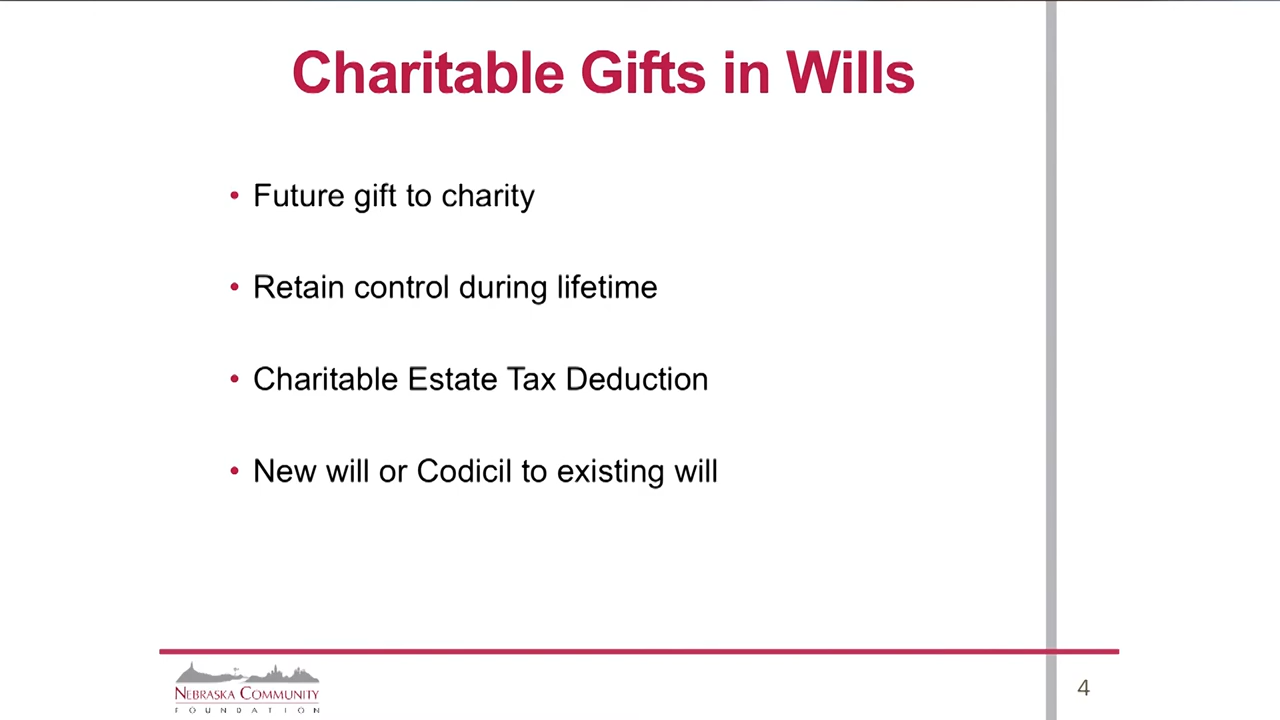 Charitable Gifts in Wills
• Future gift to charity
• Retain control during lifetime
• Charitable Estate Tax Deduction
• New will or Codicil to existing will
NEBRASKA COMMUNITY
FOUNDATION
4